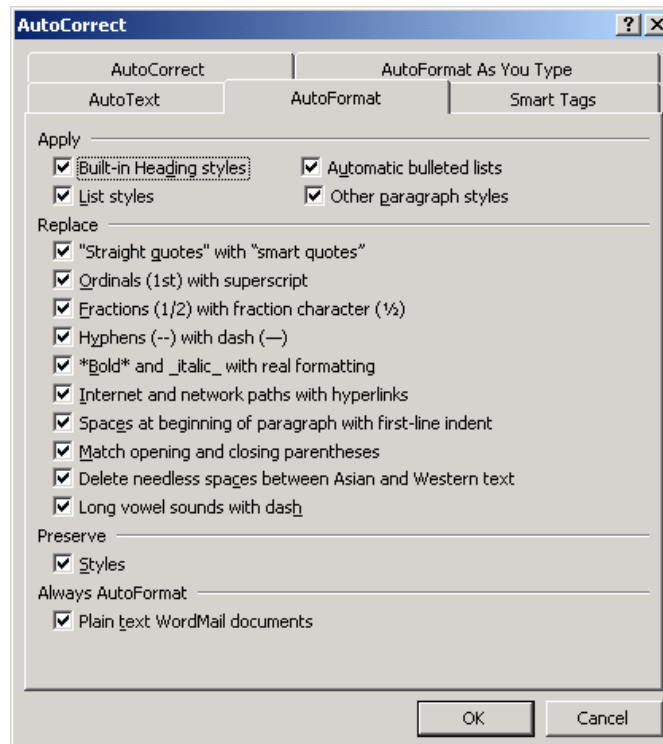 AutoCorrect
AutoCorrect AutoFormat As You Type
AutoText AutoFormat Smart Tags
Apply
Built-in Heading styles Automatic bulleted lists
List styles Other paragraph styles
Replace
"Straight quotes" with “smart quotes”
Ordinals (1st) with superscript
Fractions (1/2) with fraction character (½)
Hyphens (--) with dash (—)
*Bold* and _italic_ with real formatting
Internet and network paths with hyperlinks
Spaces at beginning of paragraph with first-line indent
Match opening and closing parentheses
Delete needless spaces between Asian and Western text
Long vowel sounds with dash
Preserve
Styles
Always AutoFormat
Plain text WordMail documents
OK Cancel